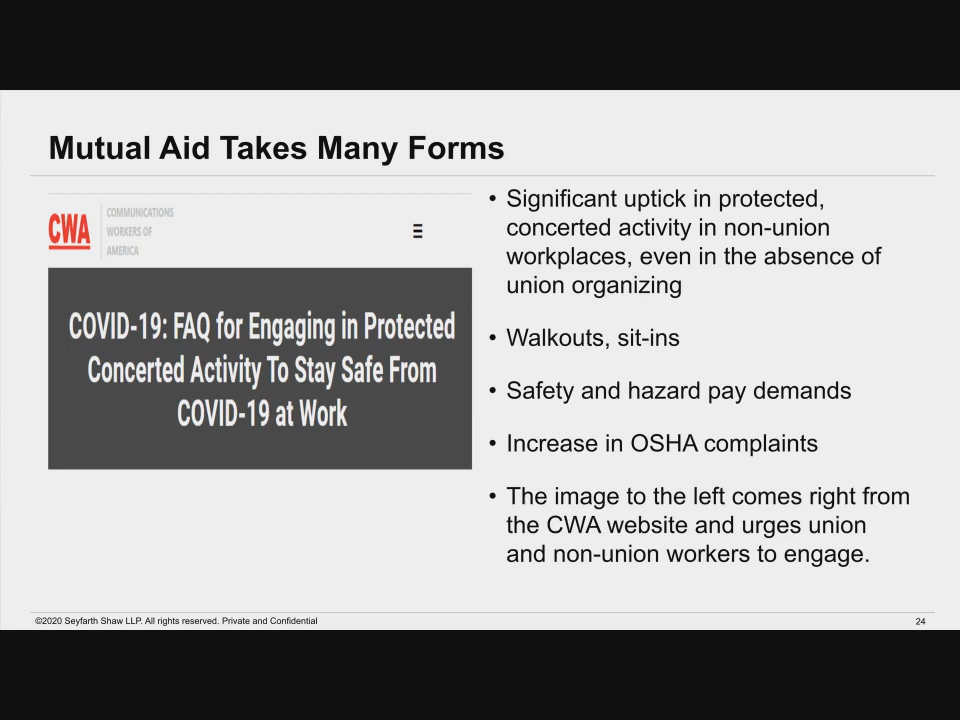 Mutual Aid Takes Many Forms
CWA
COMMUNICATIONS
WORKERS OF
AMERICA
COVID-19: FAQ for Engaging in Protected
Concerted Activity To Stay Safe From
COVID-19 at Work
• Significant uptick in protected,
concerted activity in non-union
workplaces, even in the absence of
union organizing
• Walkouts, sit-ins
• Safety and hazard pay demands
• Increase in OSHA complaints
• The image to the left comes right from
the CWA website and urges union
and non-union workers to engage.
©2020 Seyfarth Shaw LLP. All rights reserved. Private and Confidential
24